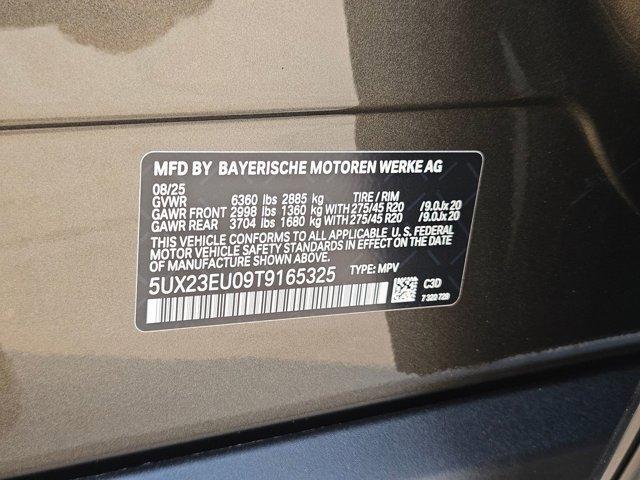 MFD BY BAYERISCHE MOTOREN WERKE AG
08/25
GVWR 6360 lbs 2885 kg TIRE / RIM
GAWR FRONT 2998 lbs 1360 kg WITH 275/45 R20 /9.0Jx20
GAWR REAR 3704 lbs 1680 kg WITH 275/45 R20 /9.0Jx20
THIS VEHICLE CONFORMS TO ALL APPLICABLE U. S. FEDERAL
MOTOR VEHICLE SAFETY STANDARDS IN EFFECT ON THE DATE
OF MANUFACTURE SHOWN ABOVE.
5UX23EU09T9165325 TYPE: MPV
C3D
7 320 729